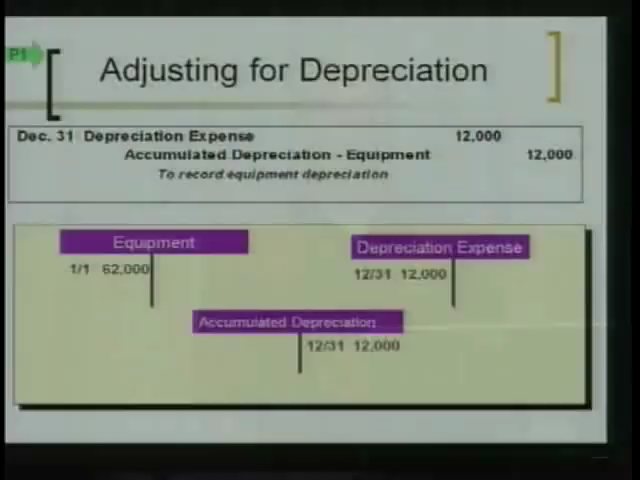 P1
Adjusting for Depreciation
Dec. 31 Depreciation Expense 12,000
Accumulated Depreciation - Equipment 12,000
To record equipment depreciation
Equipment
Depreciation Expense
1/1 62,000
12/31 12,000
Accumulated Depreciation
12/31 12,000